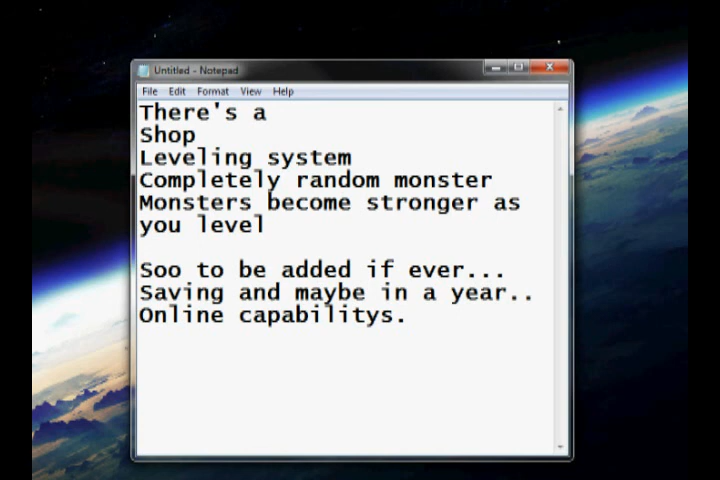 Untitled - Notepad
File Edit Format View Help
There's a
Shop
Leveling system
Completely random monster
Monsters become stronger as
you level
Soo to be added if ever...
Saving and maybe in a year..
Online capabilitys.